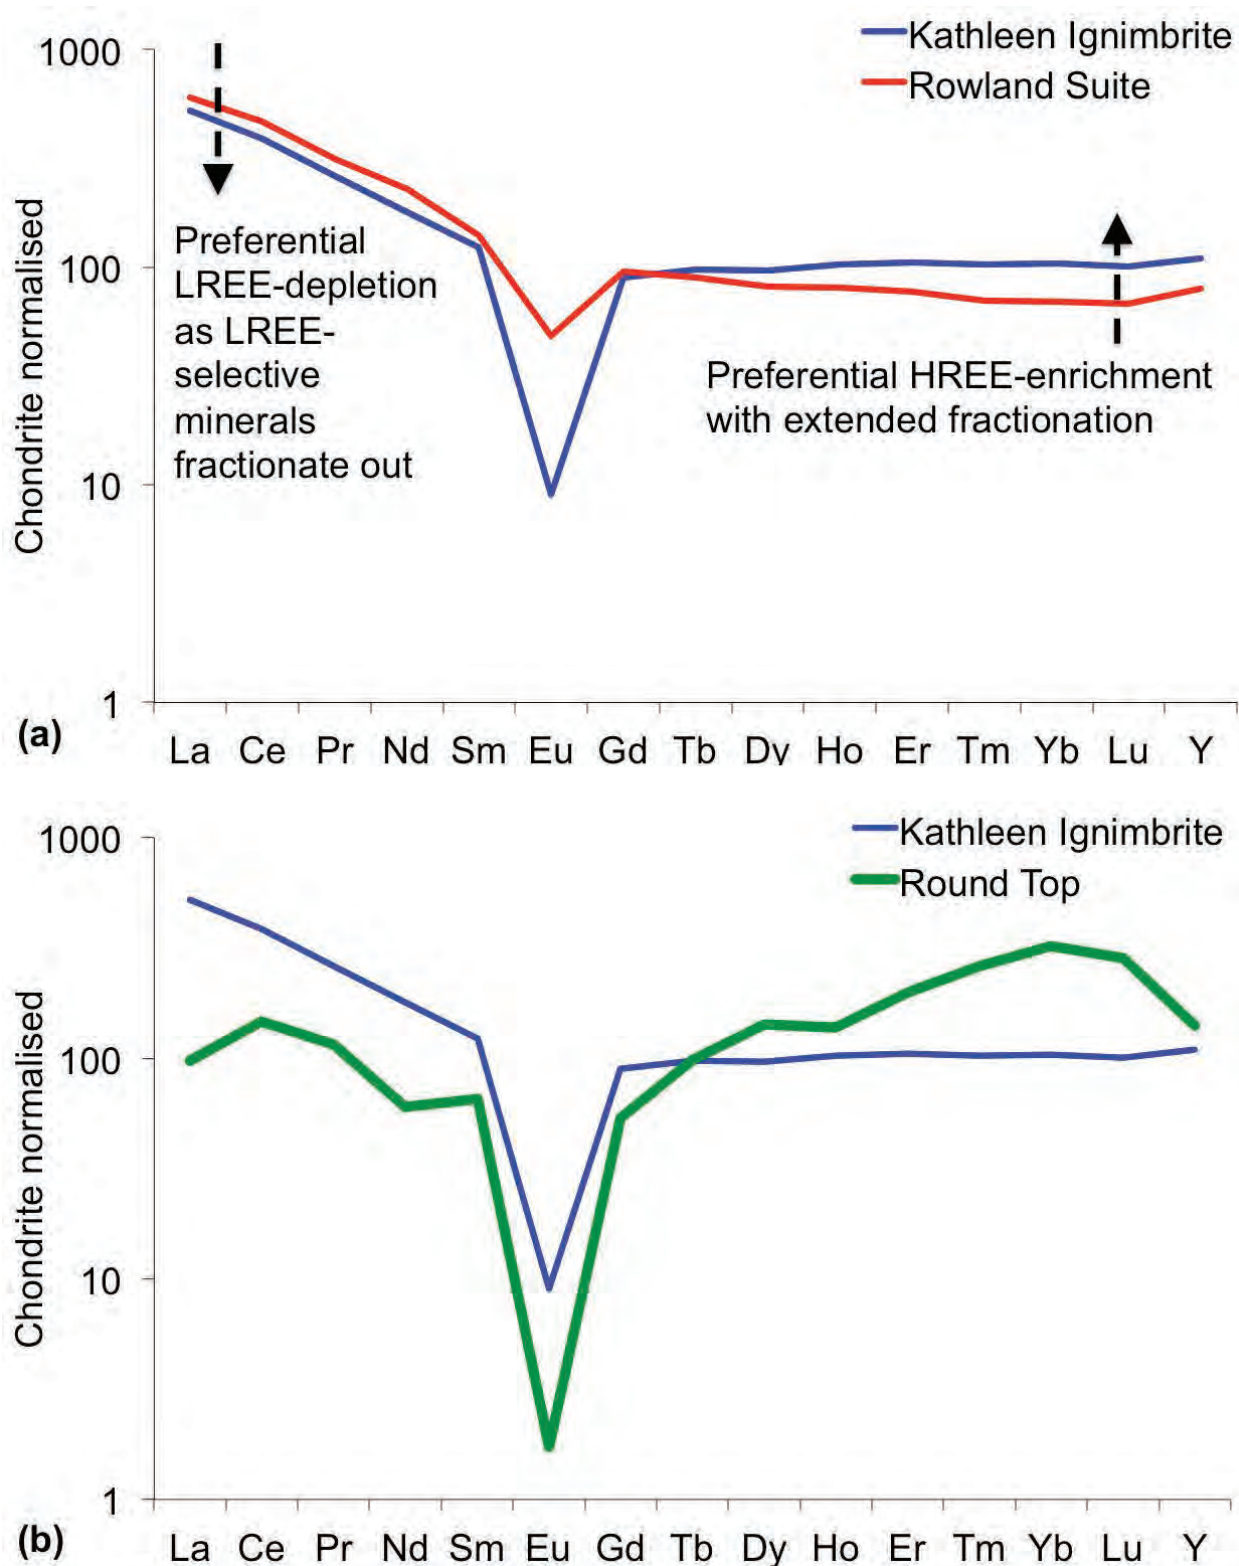 Kathleen Ignimbrite
Rowland Suite
1000
100
10
1
Chondrite normalised
Preferential
LREE-depletion
as LREE-
selective
minerals
fractionate out
Preferential HREE-enrichment
with extended fractionation
(a)
La Ce Pr Nd Sm Eu Gd Tb Dy Ho Er Tm Yb Lu Y
Kathleen Ignimbrite
Round Top
1000
100
10
1
Chondrite normalised
(b)
La Ce Pr Nd Sm Eu Gd Tb Dy Ho Er Tm Yb Lu Y